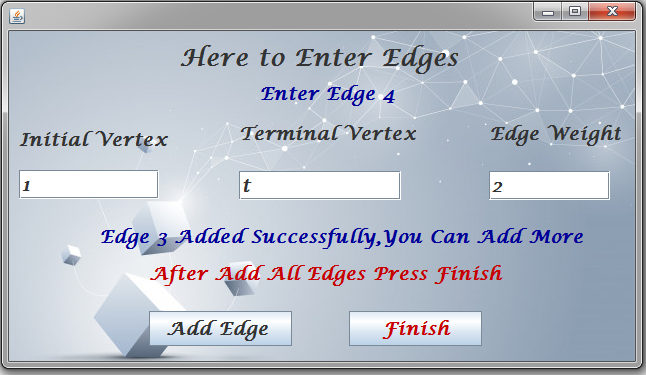 Here to Enter Edges
Enter Edge 4
Initial Vertex Terminal Vertex Edge Weight
1 t 2
Edge 3 Added Successfully,You Can Add More
After Add All Edges Press Finish
Add Edge Finish